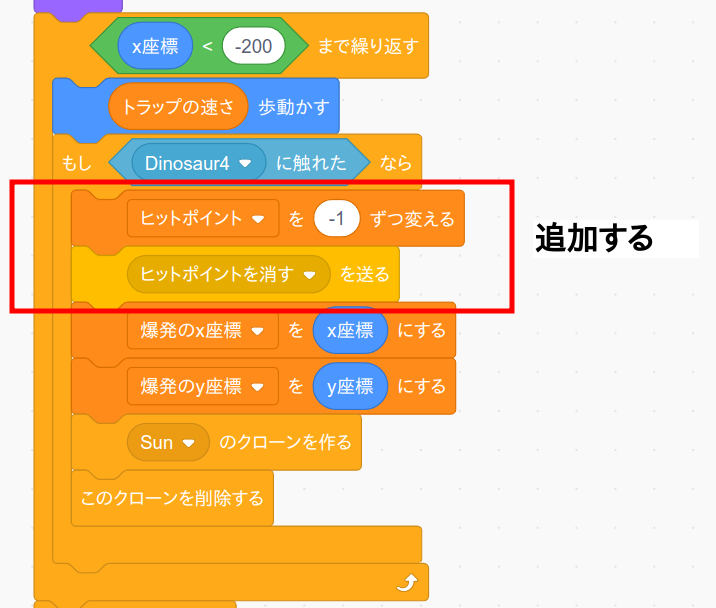 x座標 < -200 まで繰り返す
トラップの速さ 歩動かす
もし Dinosaur4 に触れた なら
ヒットポイント を -1 ずつ変える
追加する
ヒットポイントを消す を送る
爆発のx座標 を x座標 にする
爆発のy座標 を y座標 にする
Sun のクローンを作る
このクローンを削除する